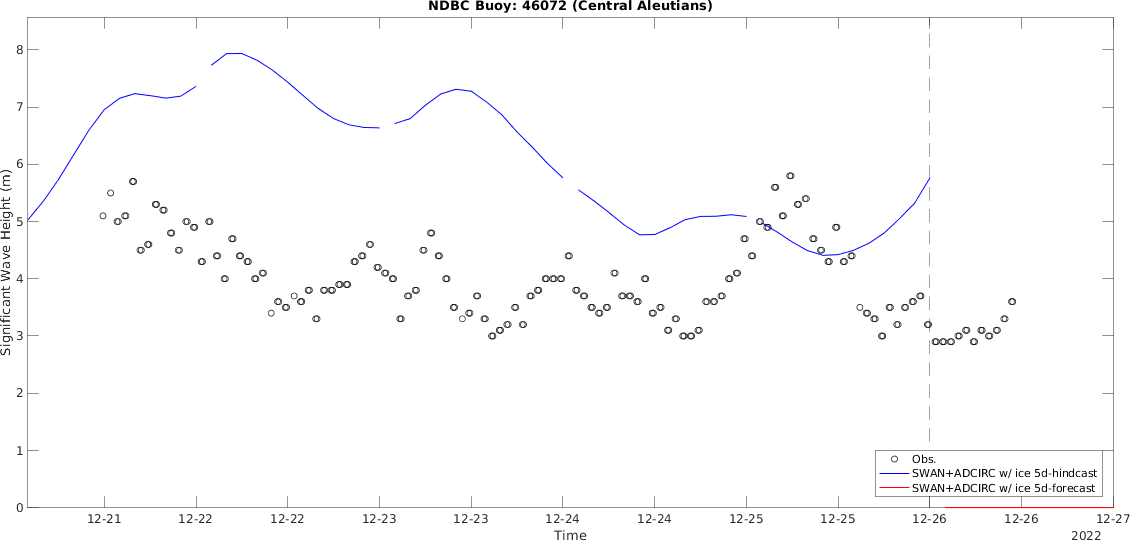 NDBC Buoy: 46072 (Central Aleutians)
8
7
6
5
4
3
2
1
0
Significant Wave Height (m)
Obs.
SWAN+ADCIRC w/ ice 5d-hindcast
SWAN+ADCIRC w/ ice 5d-forecast
12-21 12-22 12-22 12-23 12-23 12-24 12-24 12-25 12-25 12-26 12-26 12-27
Time
2022